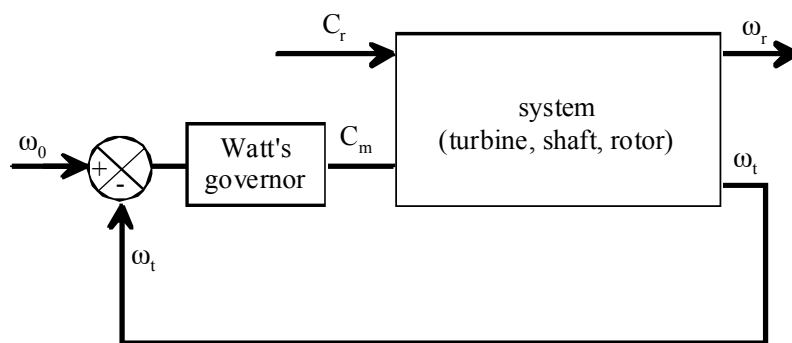 C_r
ω_r
system
(turbine, shaft, rotor)
ω_0
+
-
Watt's
governor
C_m
ω_t
ω_t